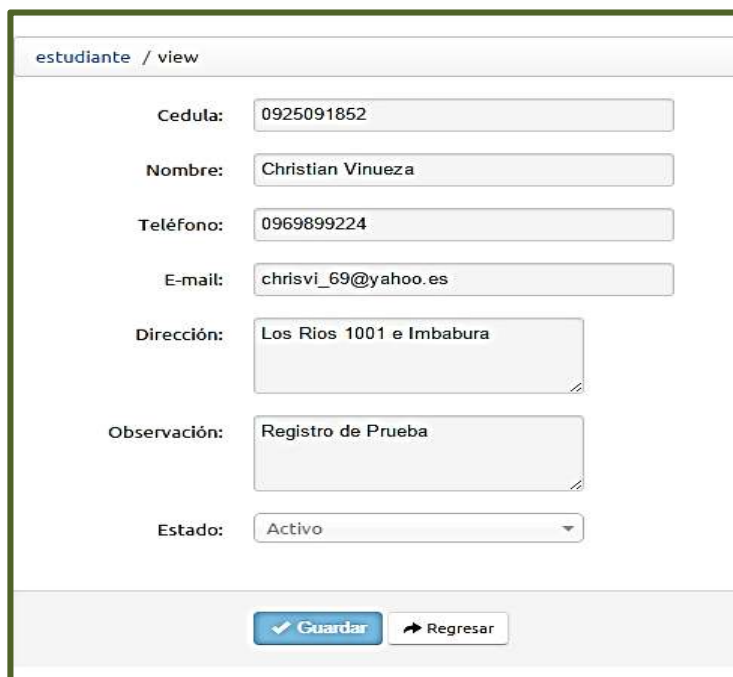 estudiante / view
Cedula: 0925091852
Nombre: Christian Vinueza
Teléfono: 0969899224
E-mail: chrisvi_69@yahoo.es
Dirección: Los Rios 1001 e Imbabura
Observación: Registro de Prueba
Estado: Activo
Guardar Regresar